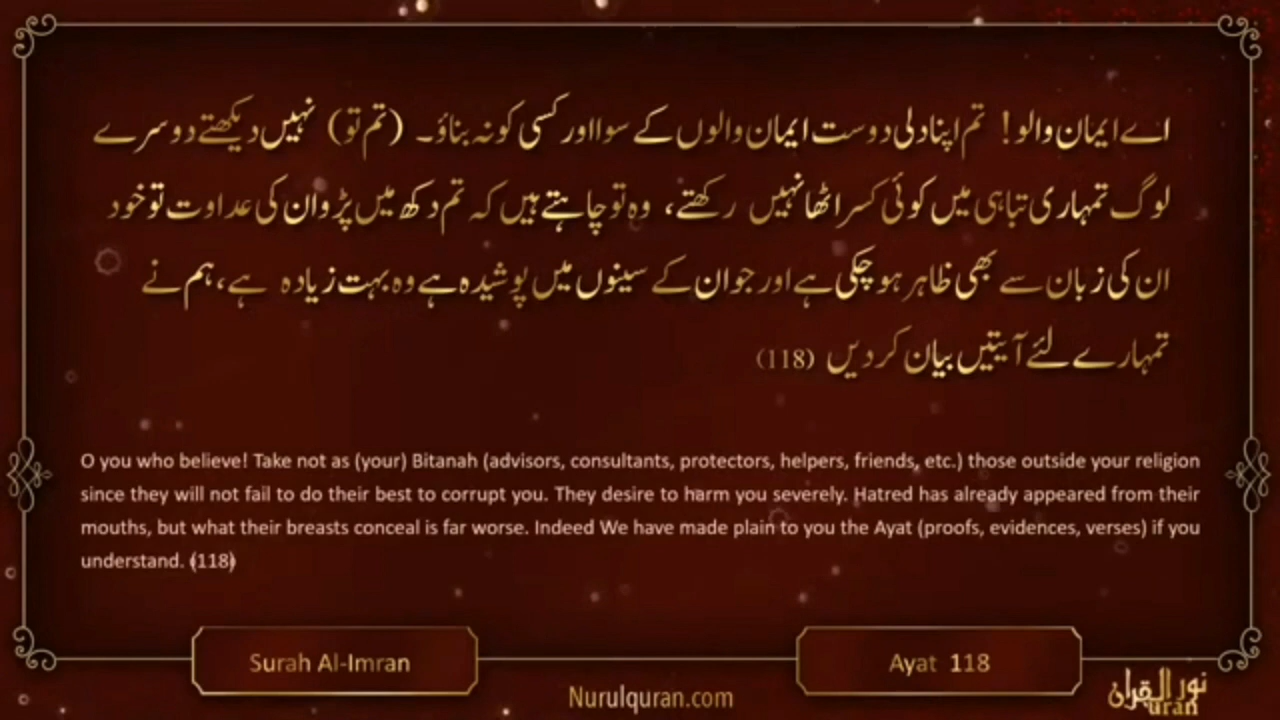 اے ایمان والو! تم اپنا دلی دوست ایمان والوں کے سوا اور کسی کو نہ بناؤ۔ (تم تو) نہیں دیکھتے دوسرے
لوگ تمہاری تباہی میں کوئی کسر اٹھا نہیں رکھتے، وہ تو چاہتے ہیں کہ تم دکھ میں پڑو ان کی عداوت تو خود
ان کی زبان سے بھی ظاہر ہو چکی ہے اور جو ان کے سینوں میں پوشیدہ ہے وہ بہت زیادہ ہے، ہم نے
تمہارے لئے آیتیں بیان کر دیں (118)
O you who believe! Take not as (your) Bitanah (advisors, consultants, protectors, helpers, friends, etc.) those outside your religion
since they will not fail to do their best to corrupt you. They desire to harm you severely. Hatred has already appeared from their
mouths, but what their breasts conceal is far worse. Indeed We have made plain to you the Ayat (proofs, evidences, verses) if you
understand. (118)
Surah Al-Imran
Ayat 118
Nurulquran.com
نور القرآن
uran